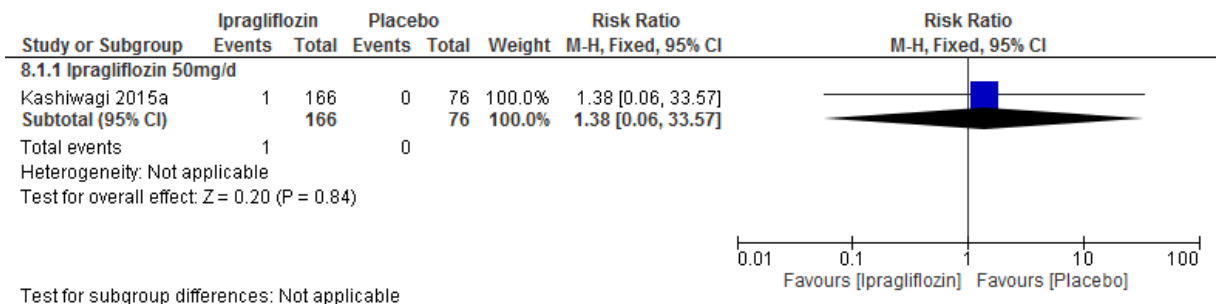 Ipragliflozin Placebo Risk Ratio Risk Ratio
Study or Subgroup Events Total Events Total Weight M-H, Fixed, 95% CI M-H, Fixed, 95% CI
8.1.1 Ipragliflozin 50mg/d
Kashiwagi 2015a 1 166 0 76 100.0% 1.38 [0.06, 33.57]
Subtotal (95% CI) 166 76 100.0% 1.38 [0.06, 33.57]
Total events 1 0
Heterogeneity: Not applicable
Test for overall effect: Z = 0.20 (P = 0.84)
0.01 0.1 1 10 100
Favours [Ipragliflozin] Favours [Placebo]
Test for subgroup differences: Not applicable